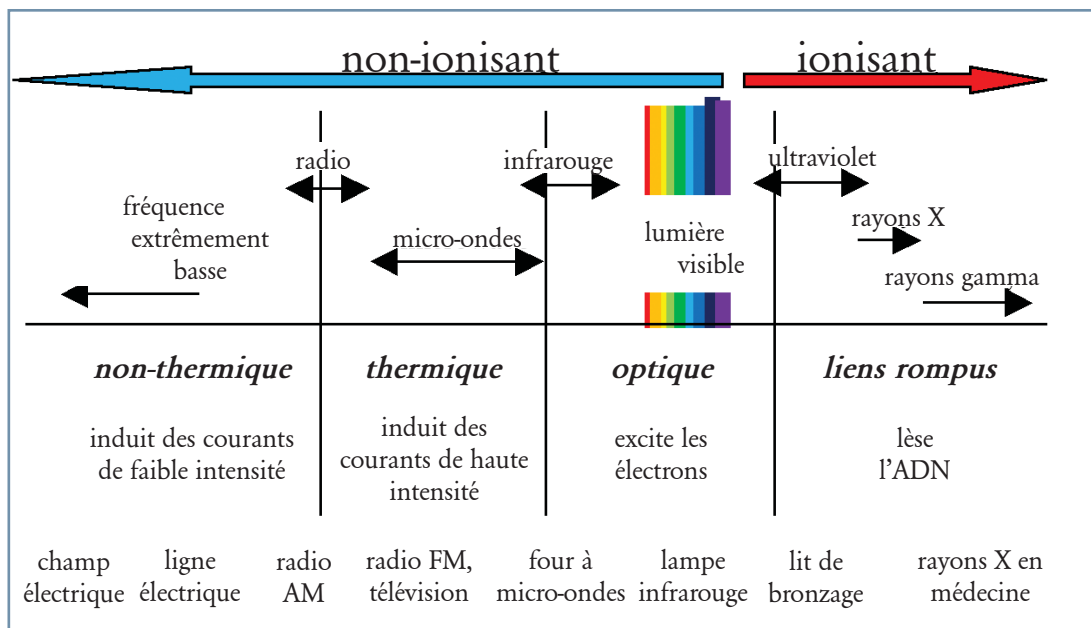 non-ionisant
ionisant
radio
infrarouge
ultraviolet
fréquence
extrêmement
basse
micro-ondes
lumière
visible
rayons X
rayons gamma
non-thermique
thermique
optique
liens rompus
induit des courants
de faible intensité
induit des
courants de haute
intensité
excite les
électrons
lèse
l’ADN
champ
électrique
ligne
électrique
radio
AM
radio FM,
télévision
four à
micro-ondes
lampe
infrarouge
lit de
bronzage
rayons X en
médecine